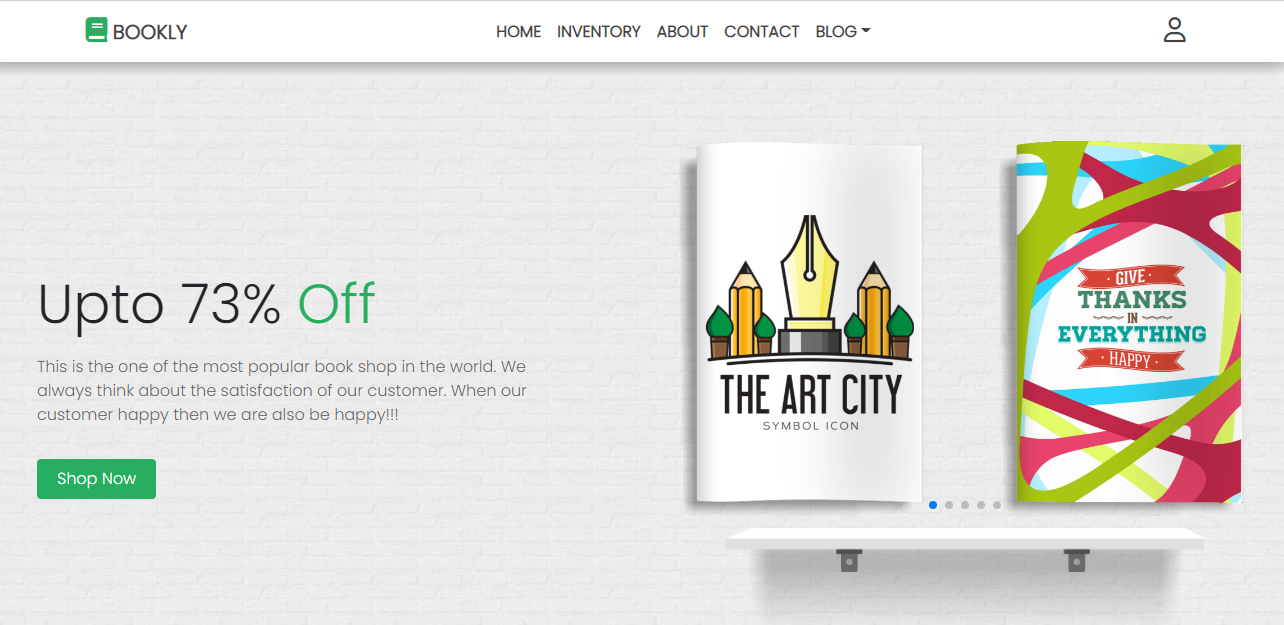 BOOKLY
HOME INVENTORY ABOUT CONTACT BLOG
Upto 73% Off
This is the one of the most popular book shop in the world. We
always think about the satisfaction of our customer. When our
customer happy then we are also be happy!!!
Shop Now
THE ART CITY
SYMBOL ICON
· GIVE ·
THANKS
IN
EVERYTHING
· HAPPY ·